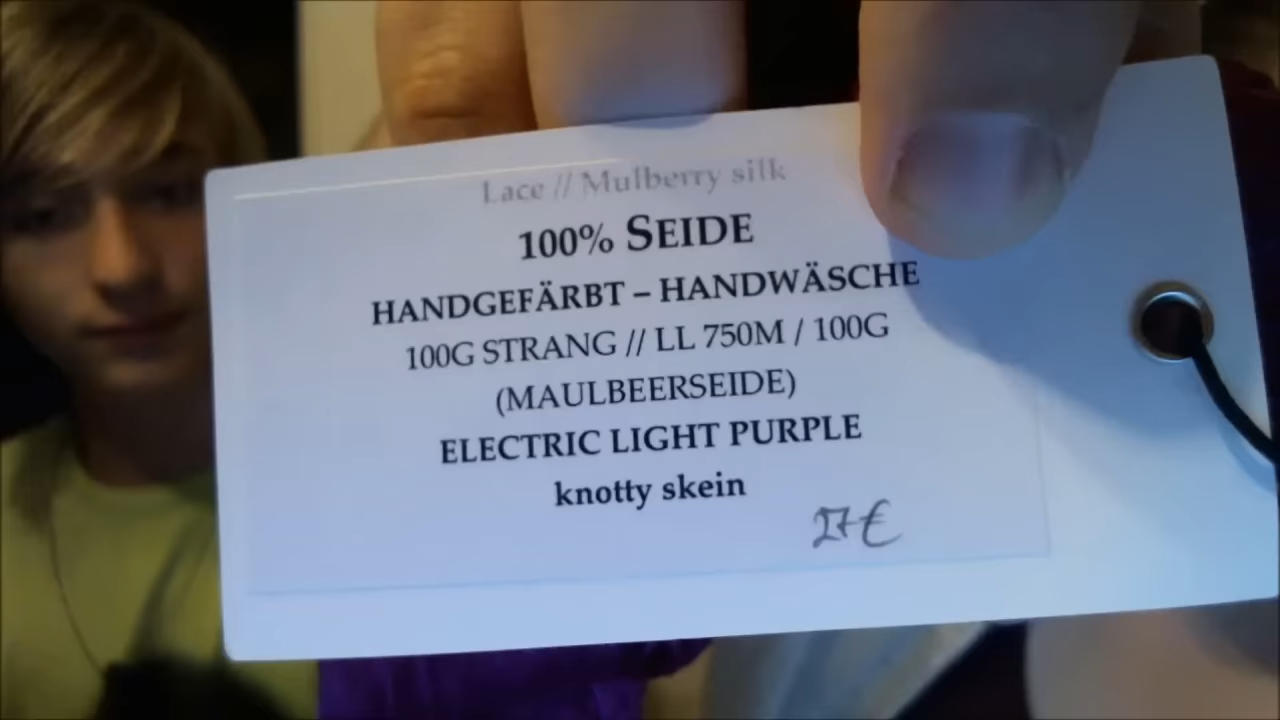 Lace // Mulberry silk
100% SEIDE
HANDGEFÄRBT – HANDWÄSCHE
100G STRANG // LL 750M / 100G
(MAULBEERSEIDE)
ELECTRIC LIGHT PURPLE
knotty skein
27€